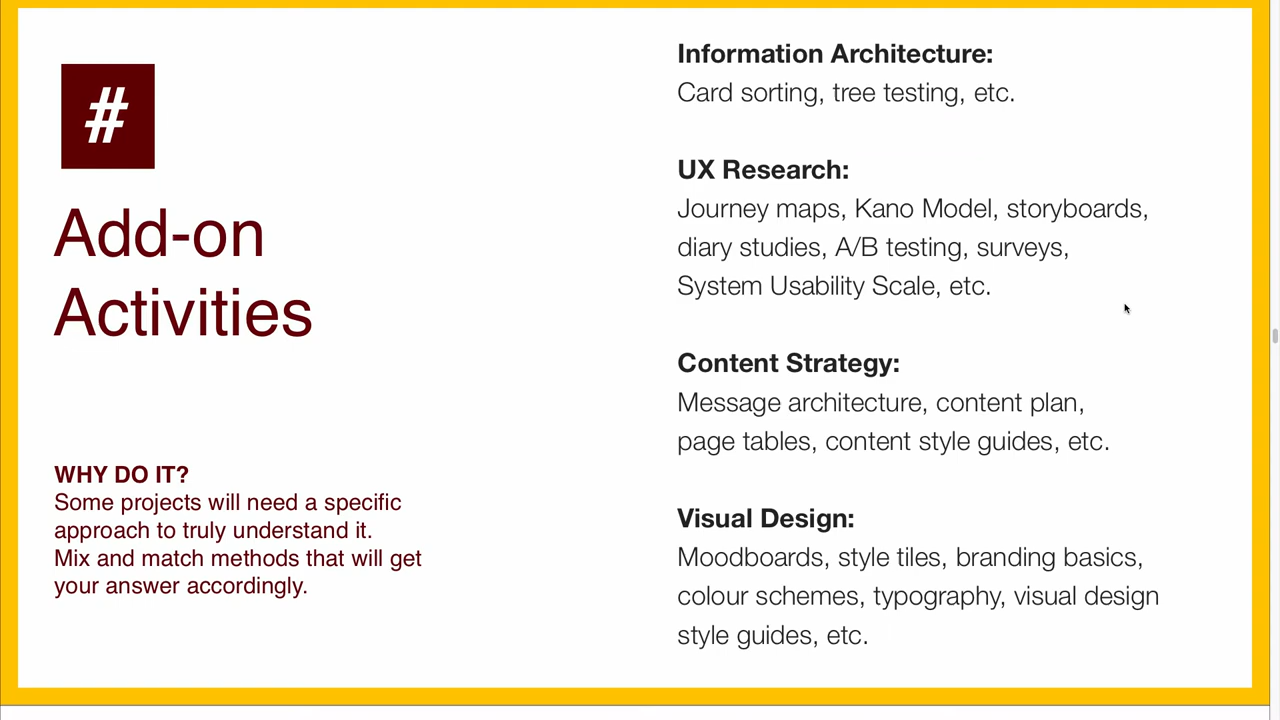 #
Add-on
Activities
WHY DO IT?
Some projects will need a specific
approach to truly understand it.
Mix and match methods that will get
your answer accordingly.
Information Architecture:
Card sorting, tree testing, etc.
UX Research:
Journey maps, Kano Model, storyboards,
diary studies, A/B testing, surveys,
System Usability Scale, etc.
Content Strategy:
Message architecture, content plan,
page tables, content style guides, etc.
Visual Design:
Moodboards, style tiles, branding basics,
colour schemes, typography, visual design
style guides, etc.